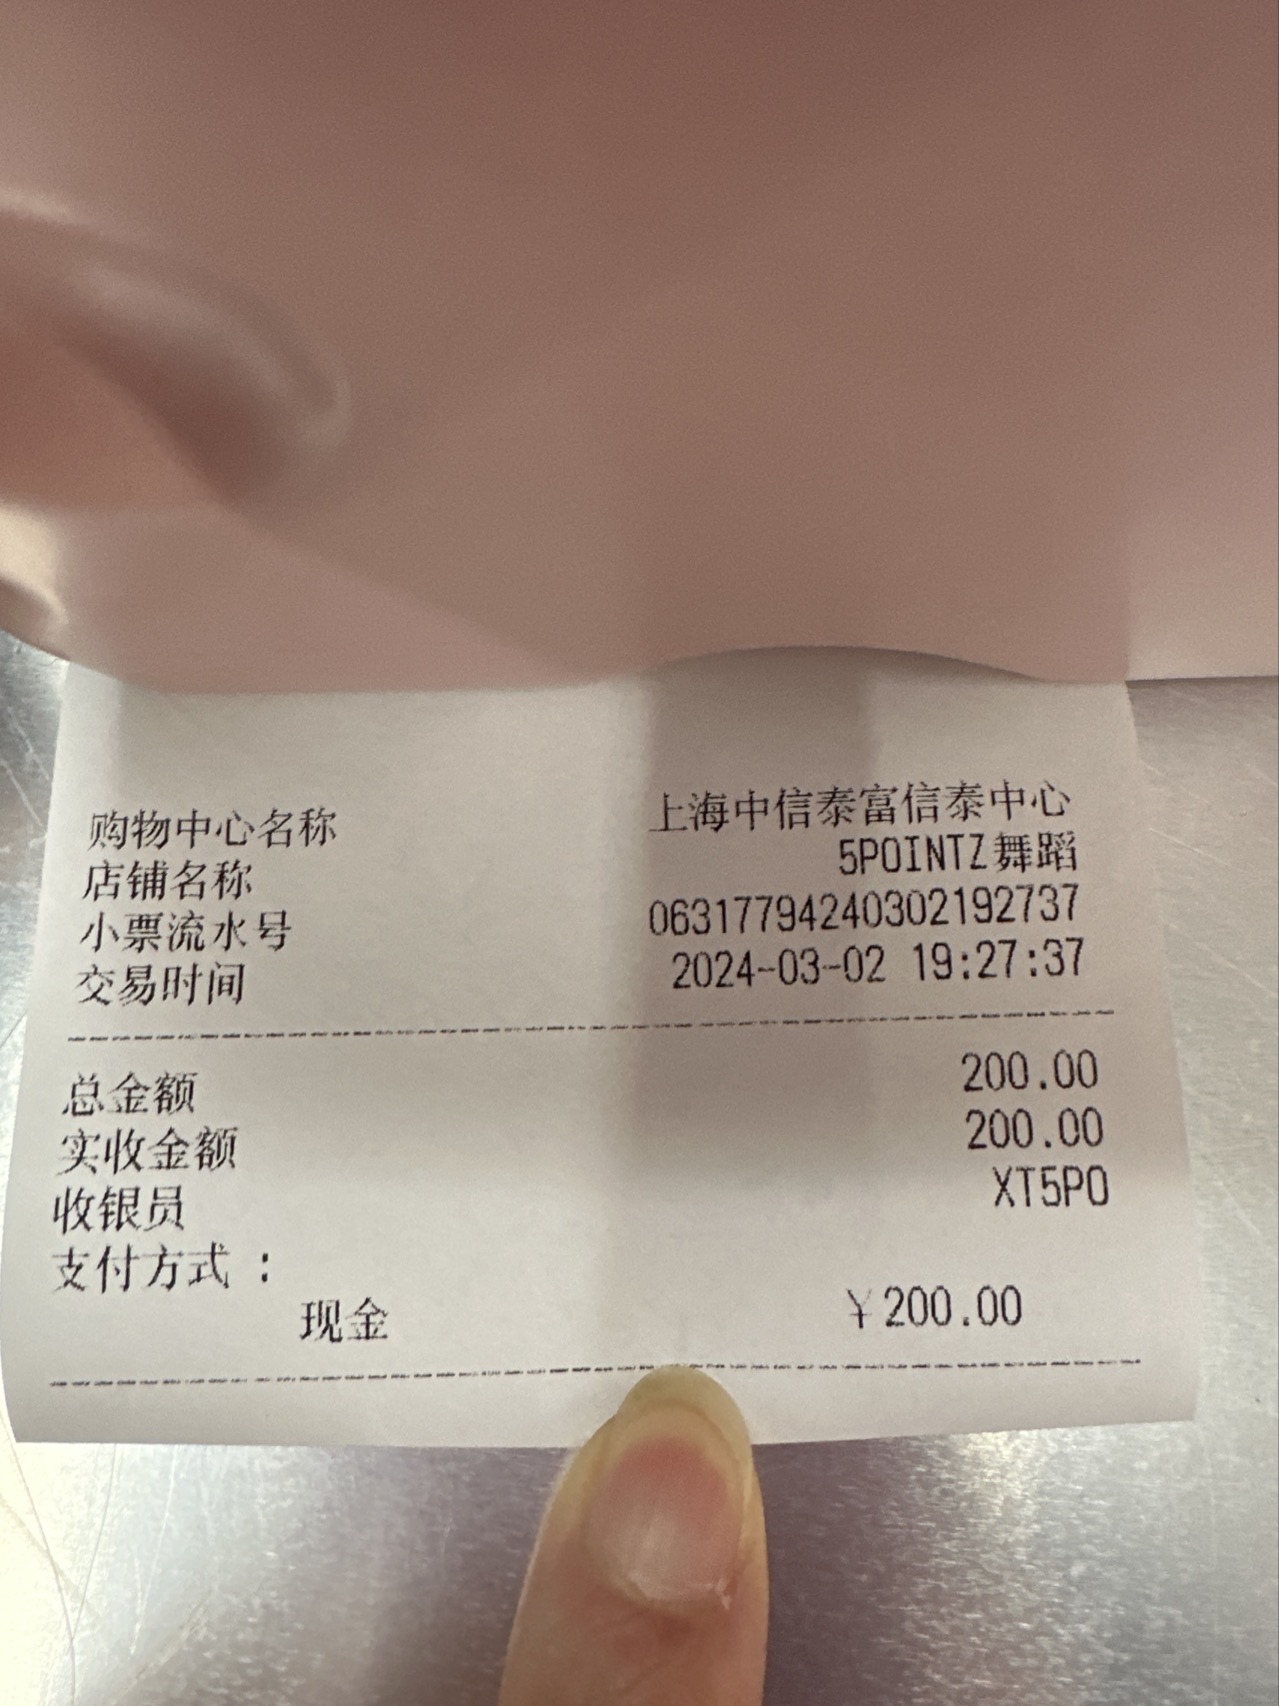 购物中心名称 上海中信泰富信泰中心
店铺名称 5POINTZ舞蹈
小票流水号 06317794240302192737
交易时间 2024-03-02 19:27:37
总金额 200.00
实收金额 200.00
收银员 XT5PO
支付方式 :
现金 ¥200.00